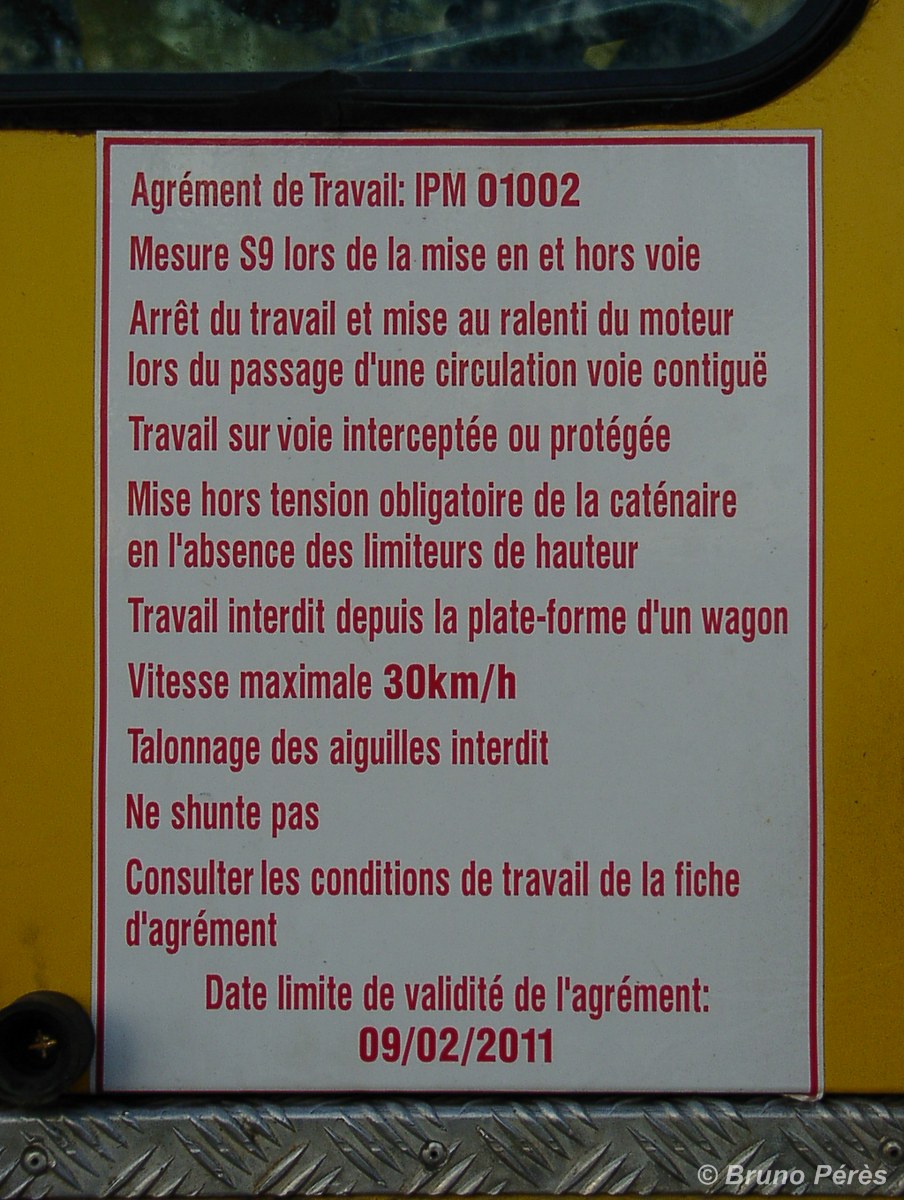 Agrément de Travail: IPM 01002
Mesure S9 lors de la mise en et hors voie
Arrêt du travail et mise au ralenti du moteur
lors du passage d'une circulation voie contiguë
Travail sur voie interceptée ou protégée
Mise hors tension obligatoire de la caténaire
en l'absence des limiteurs de hauteur
Travail interdit depuis la plate-forme d'un wagon
Vitesse maximale 30km/h
Talonnage des aiguilles interdit
Ne shunte pas
Consulter les conditions de travail de la fiche
d'agrément
Date limite de validité de l'agrément:
09/02/2011
© Bruno Pérès